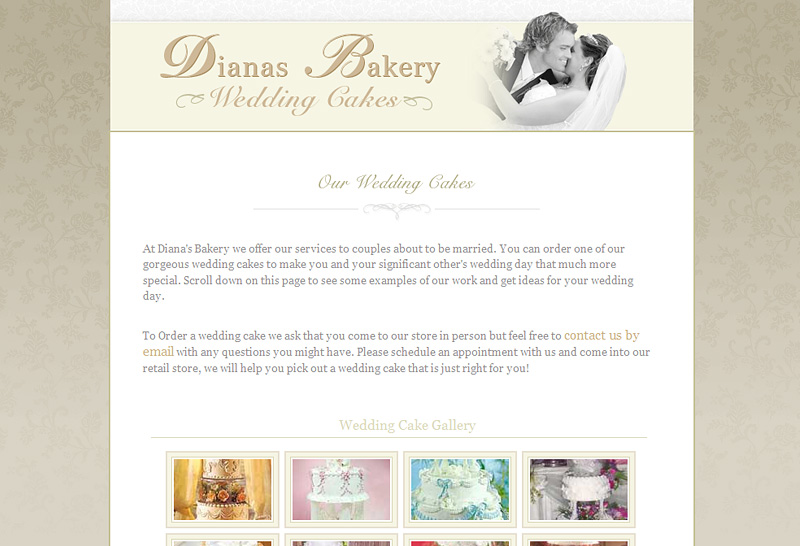 Dianas Bakery
Wedding Cakes
Our Wedding Cakes
At Diana's Bakery we offer our services to couples about to be married. You can order one of our
gorgeous wedding cakes to make you and your significant other's wedding day that much more
special. Scroll down on this page to see some examples of our work and get ideas for your wedding
day.
To Order a wedding cake we ask that you come to our store in person but feel free to contact us by
email with any questions you might have. Please schedule an appointment with us and come into our
retail store, we will help you pick out a wedding cake that is just right for you!
Wedding Cake Gallery